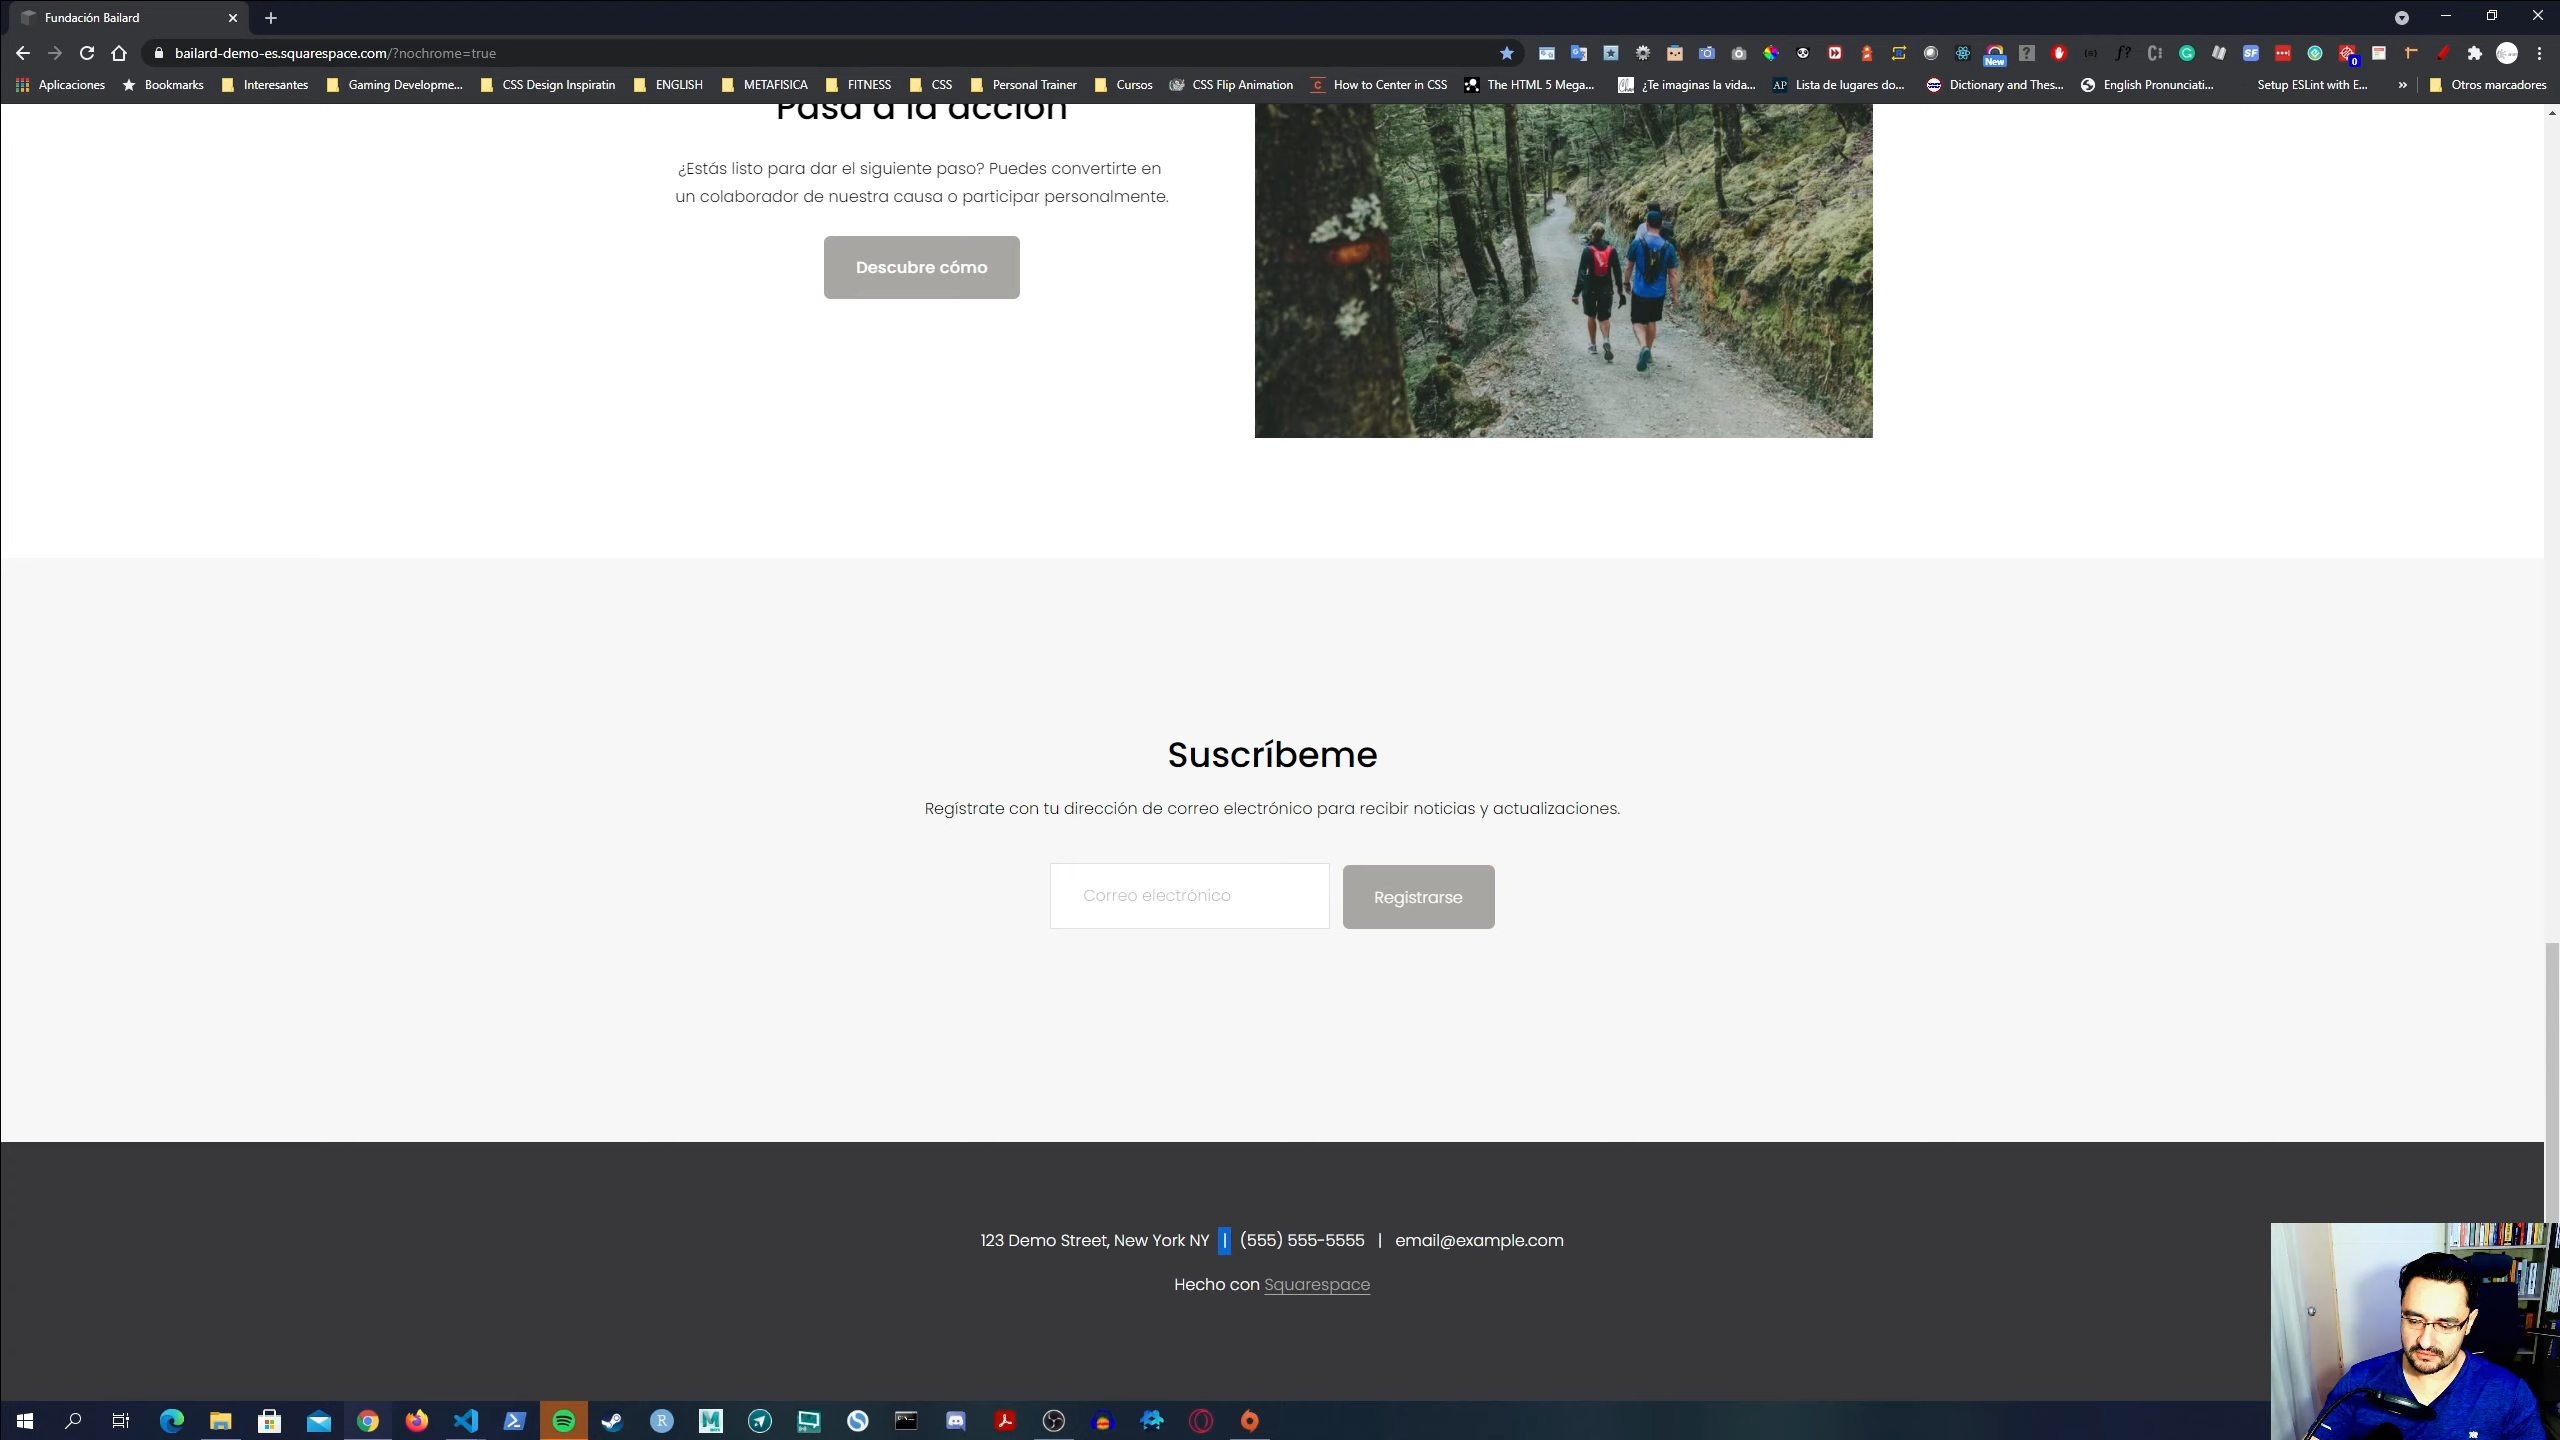 Fundación Bailard
bailard-demo-es.squarespace.com/?nochrome=true
New
0
Aplicaciones
Bookmarks
Interesantes
Gaming Developme...
CSS Design Inspiratin
ENGLISH
METAFISICA
FITNESS
CSS
Personal Trainer
Cursos
CSS Flip Animation
How to Center in CSS
The HTML 5 Mega...
¿Te imaginas la vida...
Lista de lugares do...
Dictionary and Thes...
English Pronunciati...
Setup ESLint with E...
»
Otros marcadores
Pasa a la acción
¿Estás listo para dar el siguiente paso? Puedes convertirte en
un colaborador de nuestra causa o participar personalmente.
Descubre cómo
Suscríbeme
Regístrate con tu dirección de correo electrónico para recibir noticias y actualizaciones.
Correo electrónico
Registrarse
123 Demo Street, New York NY | (555) 555-5555 | email@example.com
Hecho con Squarespace